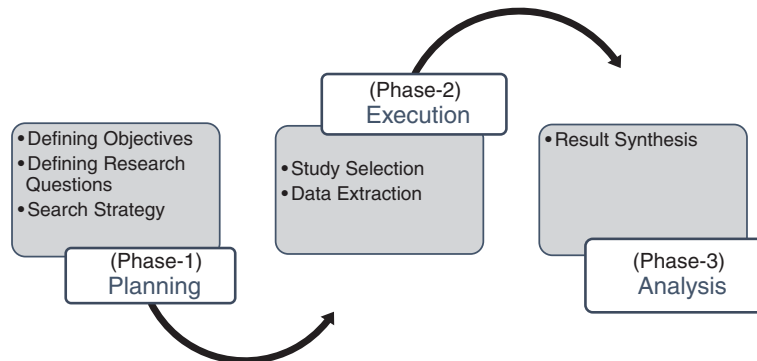 • Defining Objectives
• Defining Research
Questions
• Search Strategy
(Phase-1)
Planning
(Phase-2)
Execution
• Study Selection
• Data Extraction
• Result Synthesis
(Phase-3)
Analysis